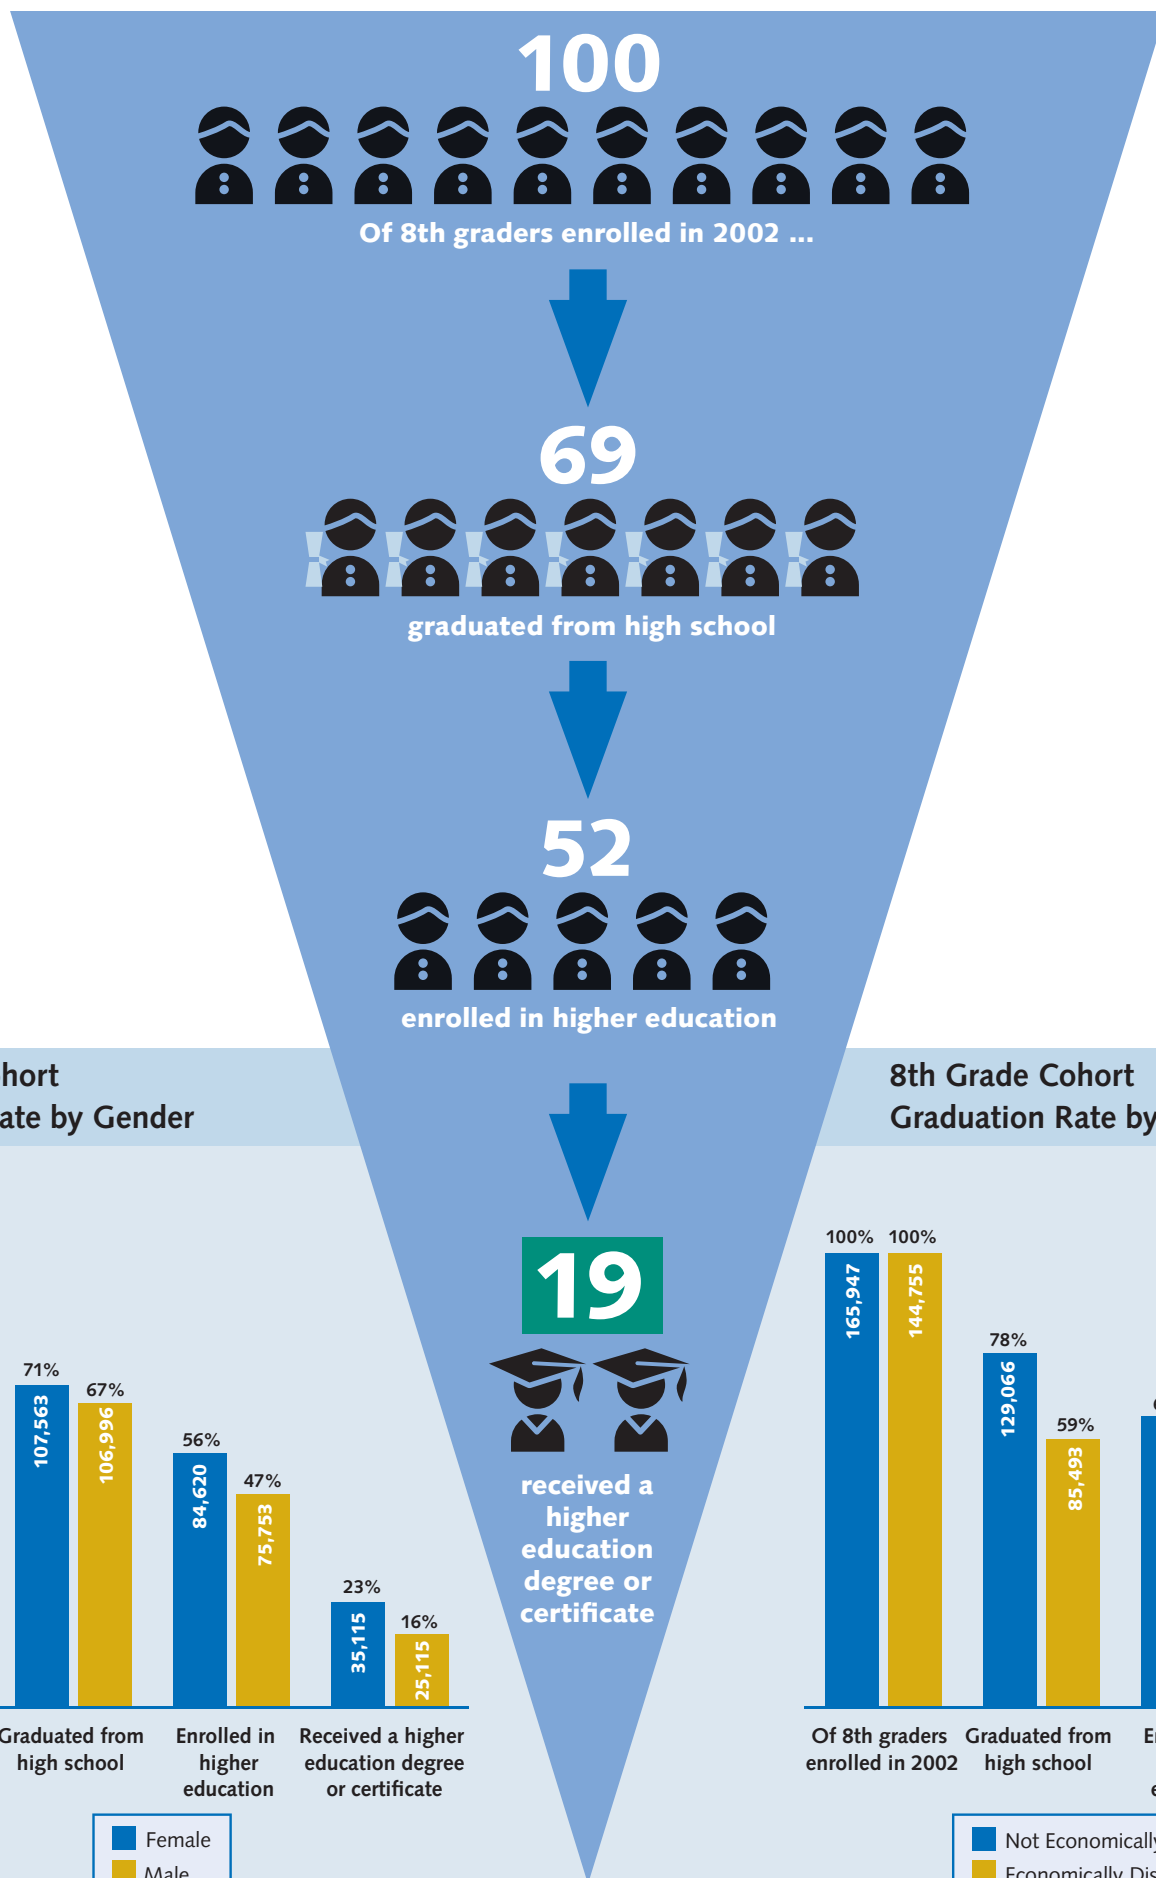 100
Of 8th graders enrolled in 2002 ...
69
graduated from high school
52
enrolled in higher education
19
received a
higher
education
degree or
certificate
hort
ate by Gender
71%
107,563
67%
106,996
56%
84,620
47%
75,753
23%
35,115
16%
25,115
Graduated from
high school
Enrolled in
higher
education
Received a higher
education degree
or certificate
Female
Male
8th Grade Cohort
Graduation Rate by
100%
165,947
100%
144,755
78%
129,066
59%
85,493
Of 8th graders
enrolled in 2002
Graduated from
high school
Not Economically
Economically Dis